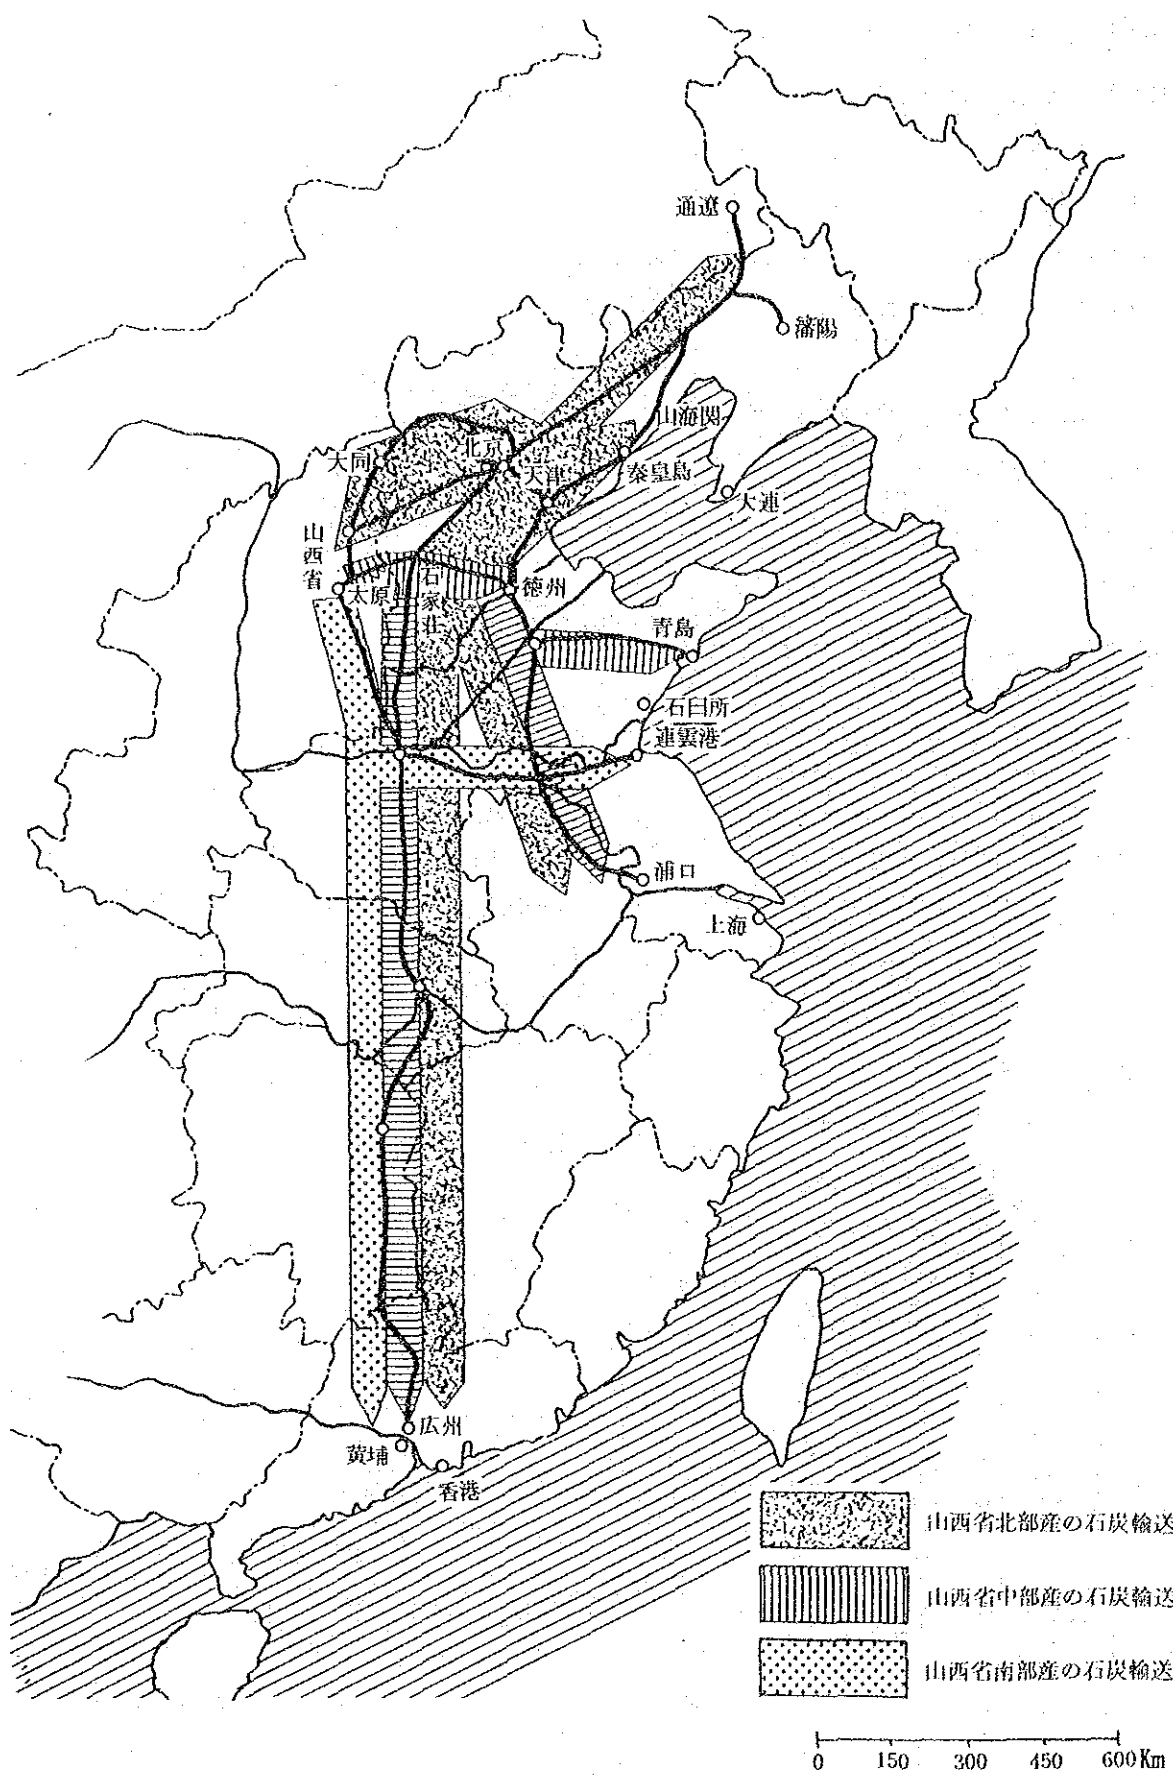 通遼
瀋陽
山海関
北京
大同
天津
秦皇島
大連
山西省
太原
石家荘
徳州
青島
石臼所
連雲港
浦口
上海
広州
黄埔
香港
山西省北部産の石炭輸送
山西省中部産の石炭輸送
山西省南部産の石炭輸送
0 150 300 450 600Km